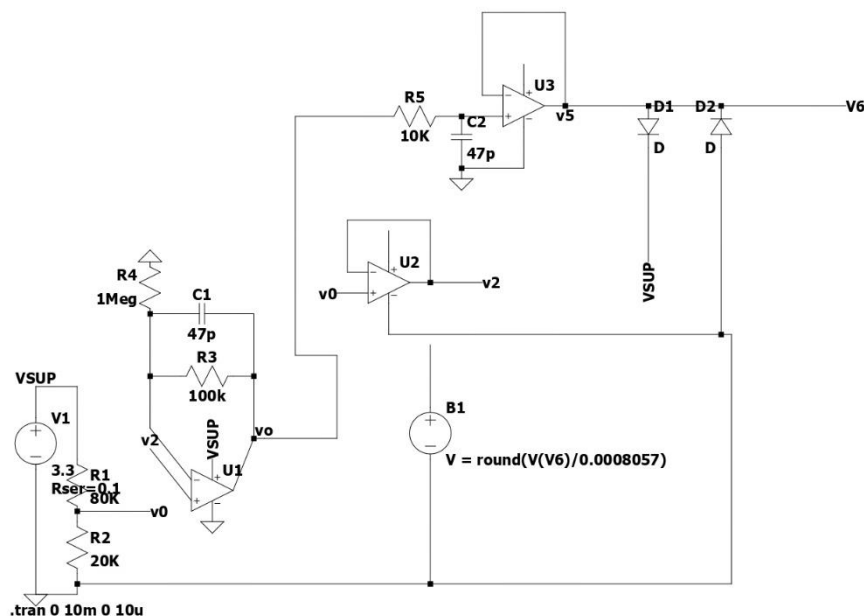 U3
R5
10K
C2
47p
v5
D1
D
D2
D
V6
U2
v0
v2
VSUP
R4
1Meg
C1
47p
R3
100k
vo
v2
VSUP
U1
VSUP
V1
3.3
Rser=0.1
R1
80K
v0
R2
20K
B1
V = round(V(V6)/0.0008057)
.tran 0 10m 0 10u